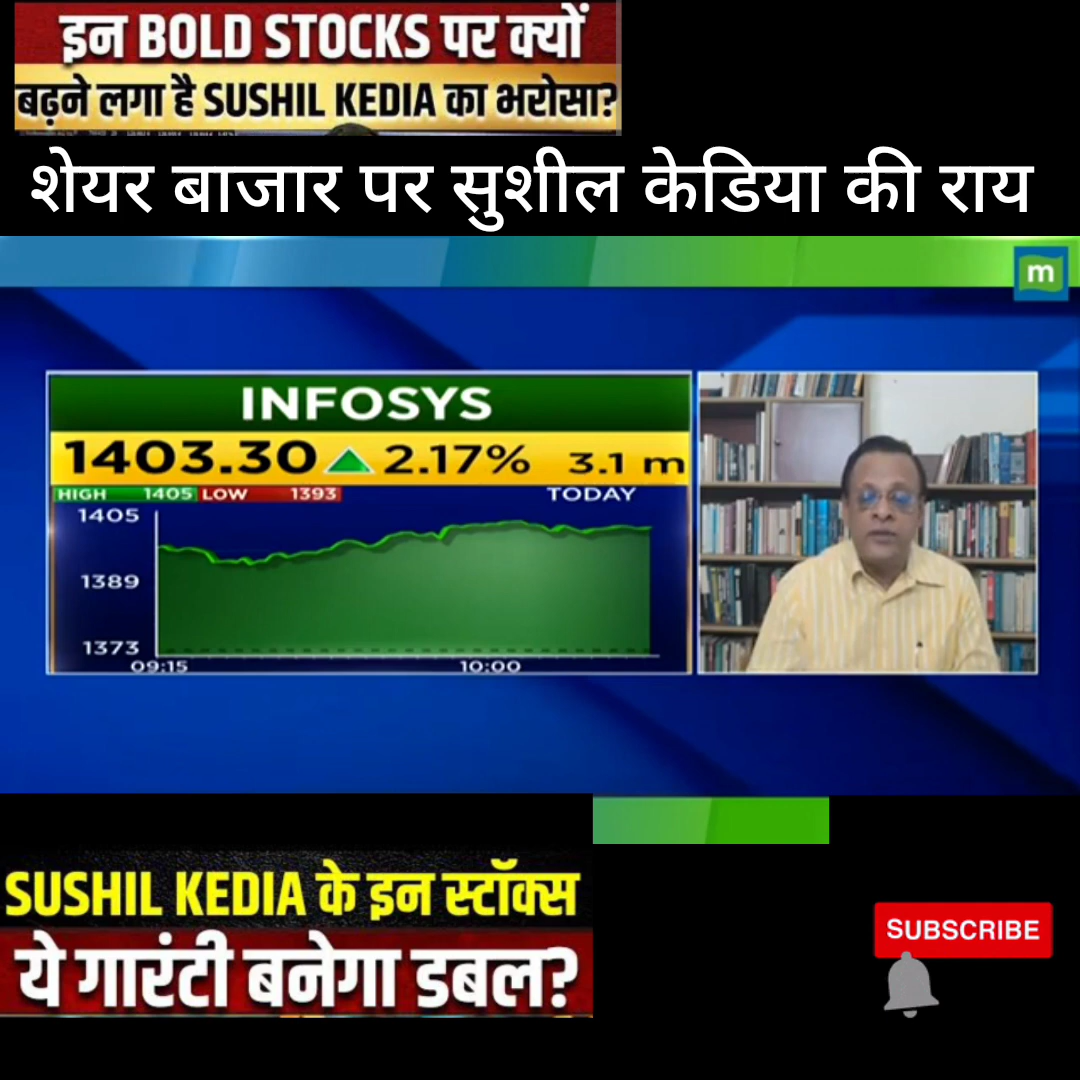 इन BOLD STOCKS पर क्यों
बढ़ने लगा है SUSHIL KEDIA का भरोसा?
शेयर बाजार पर सुशील केडिया की राय
m
INFOSYS
1403.30 2.17% 3.1 m
HIGH 1405 LOW 1393 TODAY
1405
1389
1373
09:15 10:00
SUSHIL KEDIA के इन स्टॉक्स
ये गारंटी बनेगा डबल?
SUBSCRIBE